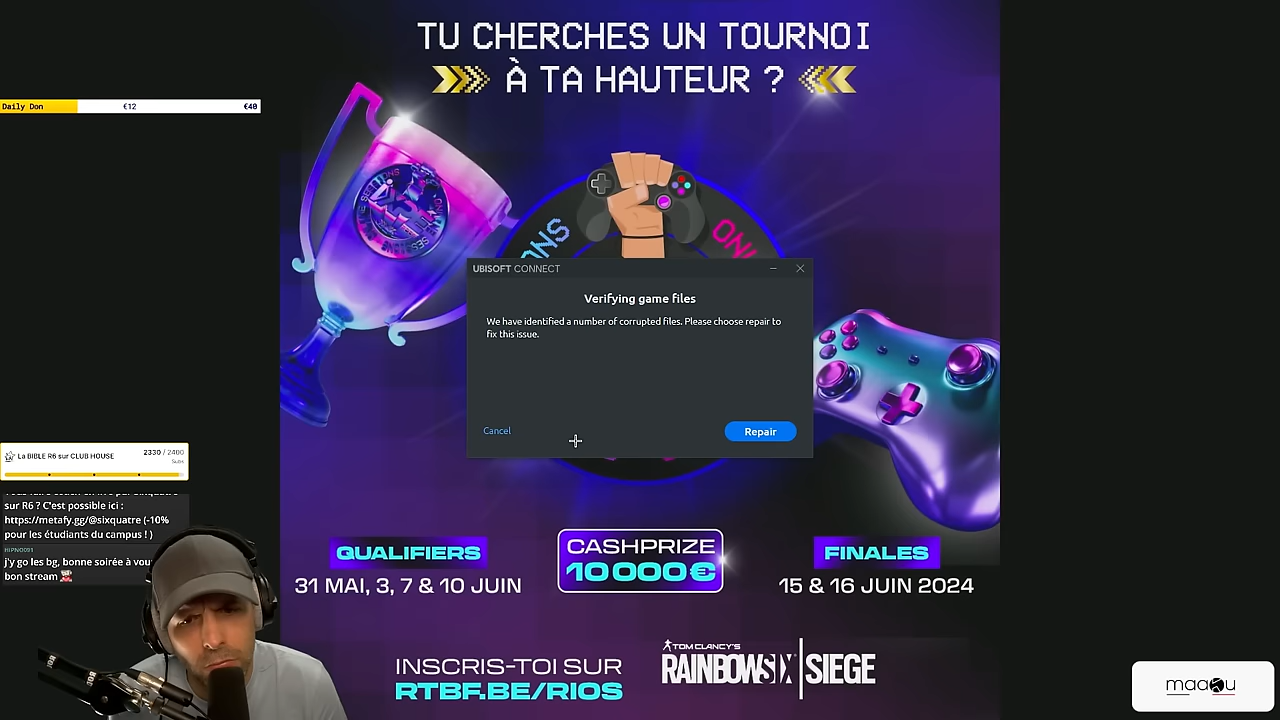 TU CHERCHES UN TOURNOI
À TA HAUTEUR ?
Daily Don
€12
€40
UBISOFT CONNECT
Verifying game files
We have identified a number of corrupted files. Please choose repair to
fix this issue.
Cancel
Repair
La BIBLE R6 sur CLUB HOUSE
2330 / 2400
Subs
sur R6 ? C'est possible ici :
https://metafy.gg/@sixquatre (-10%
pour les étudiants du campus ! )
j'y go les bg, bonne soirée à vou
bon stream
QUALIFIERS
31 MAI, 3, 7 & 10 JUIN
CASHPRIZE
10 000€
FINALES
15 & 16 JUIN 2024
INSCRIS-TOI SUR
RTBF.BE/RIOS
TOM CLANCY'S
RAINBOWSIX | SIEGE